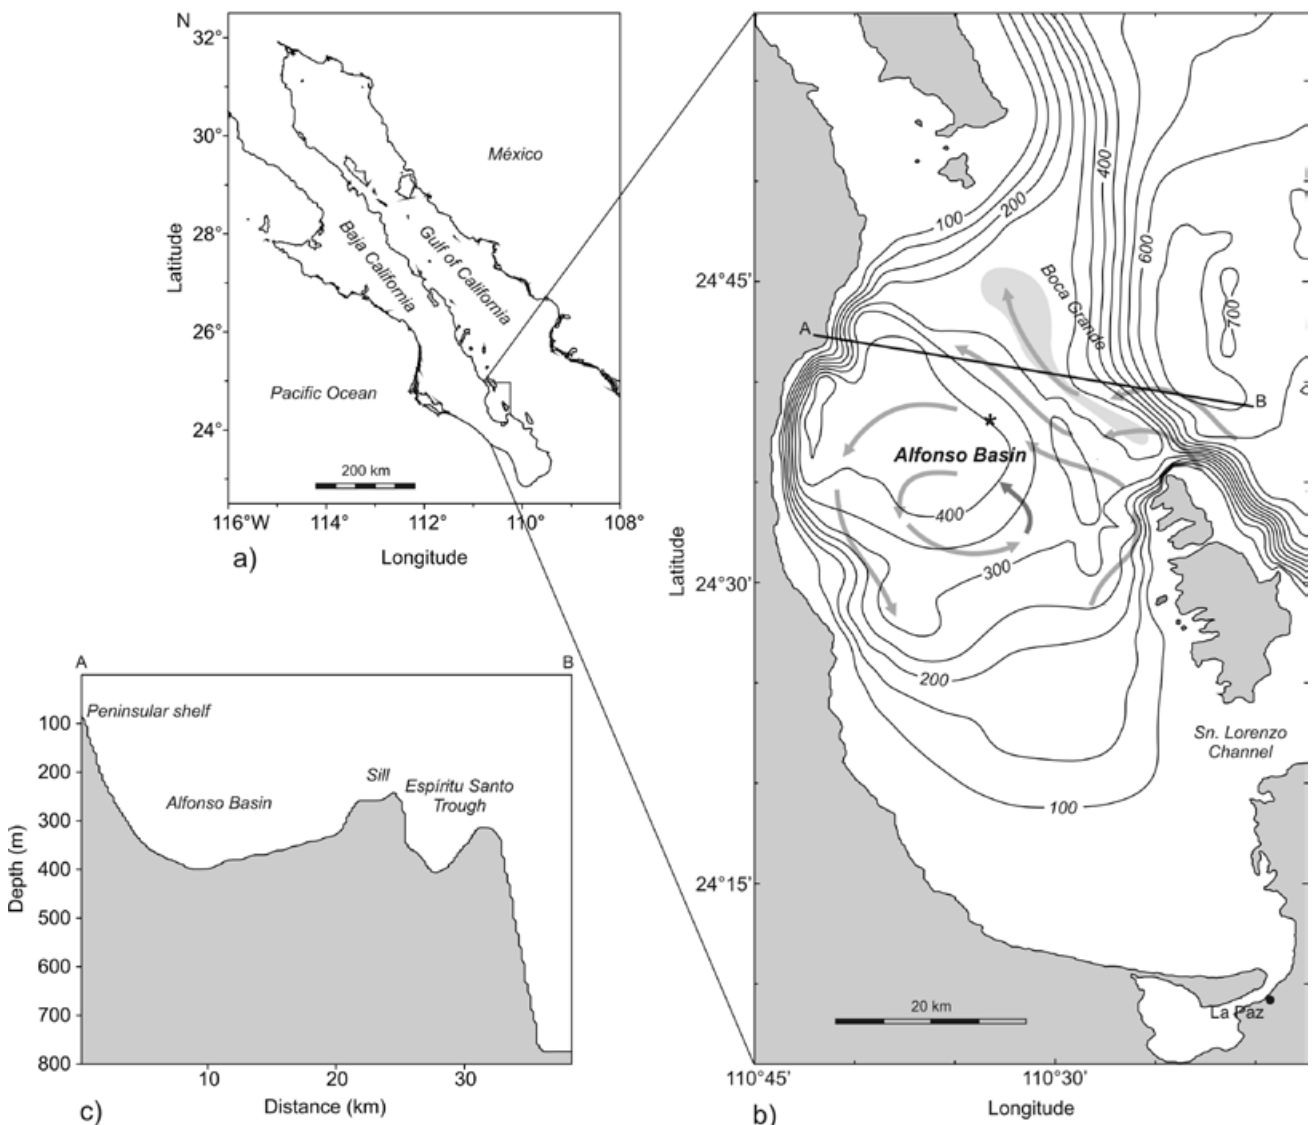 N
32°
30°
28°
26°
24°
Latitude
México
Baja California
Gulf of California
Pacific Ocean
200 km
116°W
114°
112°
110°
108°
Longitude
a)
100
200
400
600
700
Boca Grande
24°45'
A
B
Alfonso Basin
*
400
300
Latitude
24°30'
200
Sn. Lorenzo
Channel
100
24°15'
20 km
La Paz
110°45'
110°30'
Longitude
b)
A
B
Peninsular shelf
Sill
Espíritu Santo
Trough
Alfonso Basin
Depth (m)
100
200
300
400
500
600
700
800
10
20
30
Distance (km)
c)